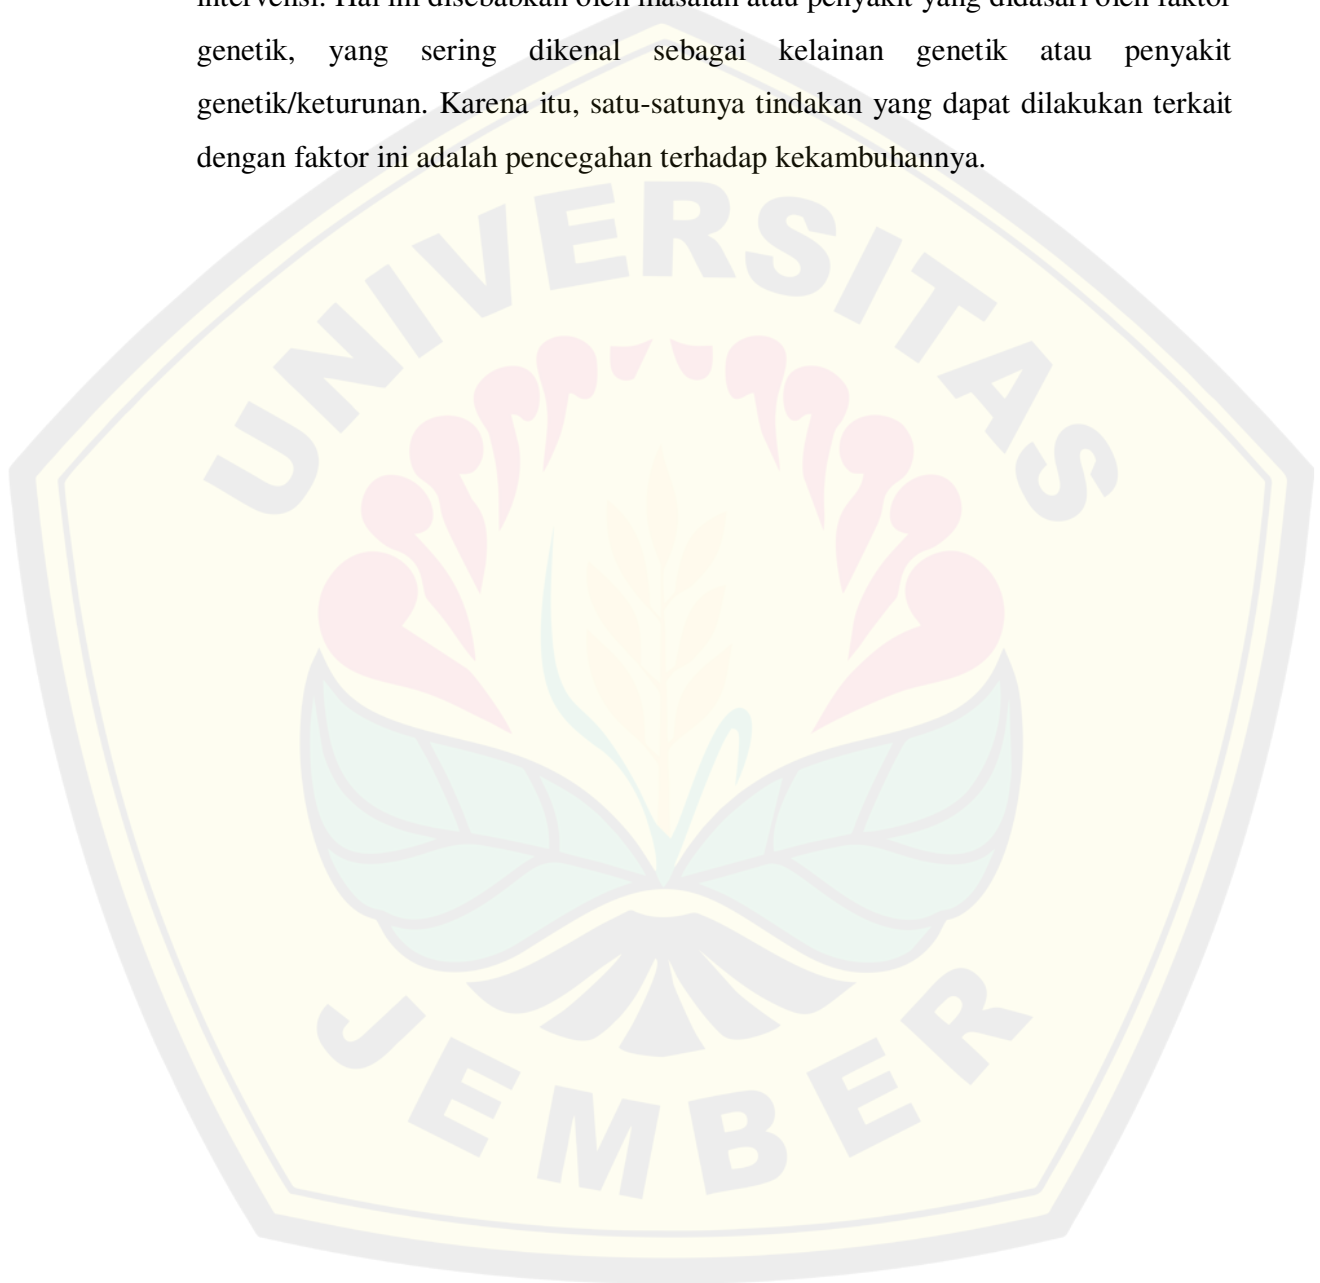 intervensi. Hal ini disebabkan oleh masalah atau penyakit yang didasari oleh faktor
genetik, yang sering dikenal sebagai kelainan genetik atau penyakit
genetik/keturunan. Karena itu, satu-satunya tindakan yang dapat dilakukan terkait
dengan faktor ini adalah pencegahan terhadap kekambuhannya.
UNIVERSITAS
JEMBER